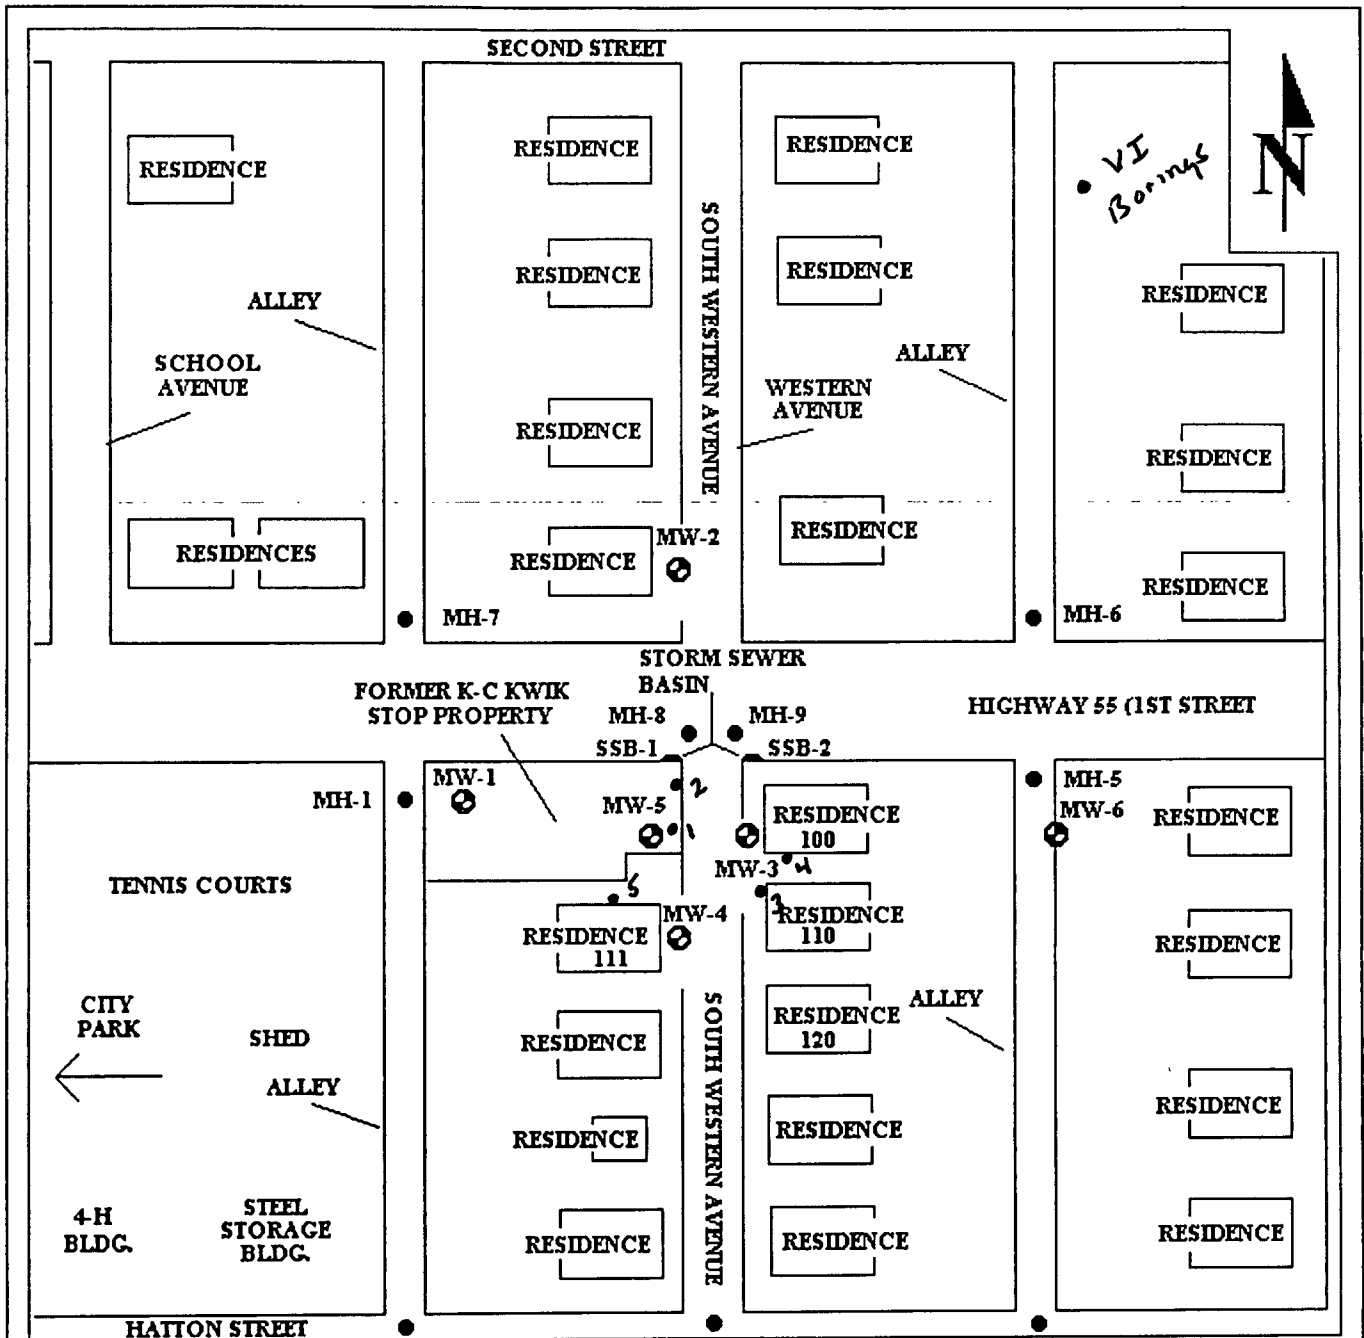 SECOND STREET
N
VI
Borings
RESIDENCE
RESIDENCE
RESIDENCE
SOUTH WESTERN AVENUE
RESIDENCE
RESIDENCE
RESIDENCE
ALLEY
SCHOOL
AVENUE
ALLEY
WESTERN
AVENUE
RESIDENCE
RESIDENCE
RESIDENCE
MW-2
RESIDENCES
RESIDENCE
RESIDENCE
MH-7
MH-6
STORM SEWER
BASIN
FORMER K-C KWIK
STOP PROPERTY
MH-8
MH-9
HIGHWAY 55 (1ST STREET
SSB-1
SSB-2
MH-1
MW-1
2
MH-5
MW-5
1
RESIDENCE
100
MW-6
RESIDENCE
MW-3
4
TENNIS COURTS
5
MW-4
3
RESIDENCE
110
RESIDENCE
111
RESIDENCE
CITY
PARK
SHED
RESIDENCE
SOUTH WESTERN AVENUE
RESIDENCE
120
ALLEY
ALLEY
RESIDENCE
RESIDENCE
RESIDENCE
4-H
BLDG.
STEEL
STORAGE
BLDG.
RESIDENCE
RESIDENCE
RESIDENCE
HATTON STREET